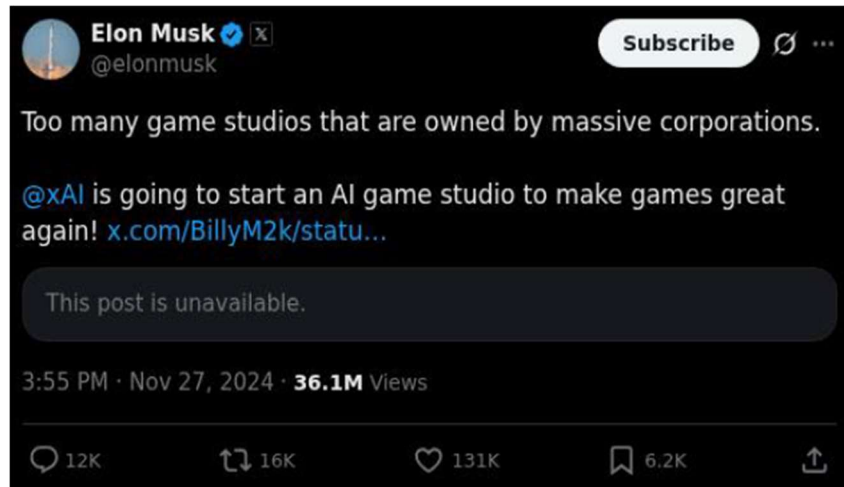 Elon Musk
@elonmusk
Subscribe
Too many game studios that are owned by massive corporations.
@xAI is going to start an AI game studio to make games great
again! x.com/BillyM2k/statu...
This post is unavailable.
3:55 PM · Nov 27, 2024 · 36.1M Views
12K 16K 131K 6.2K